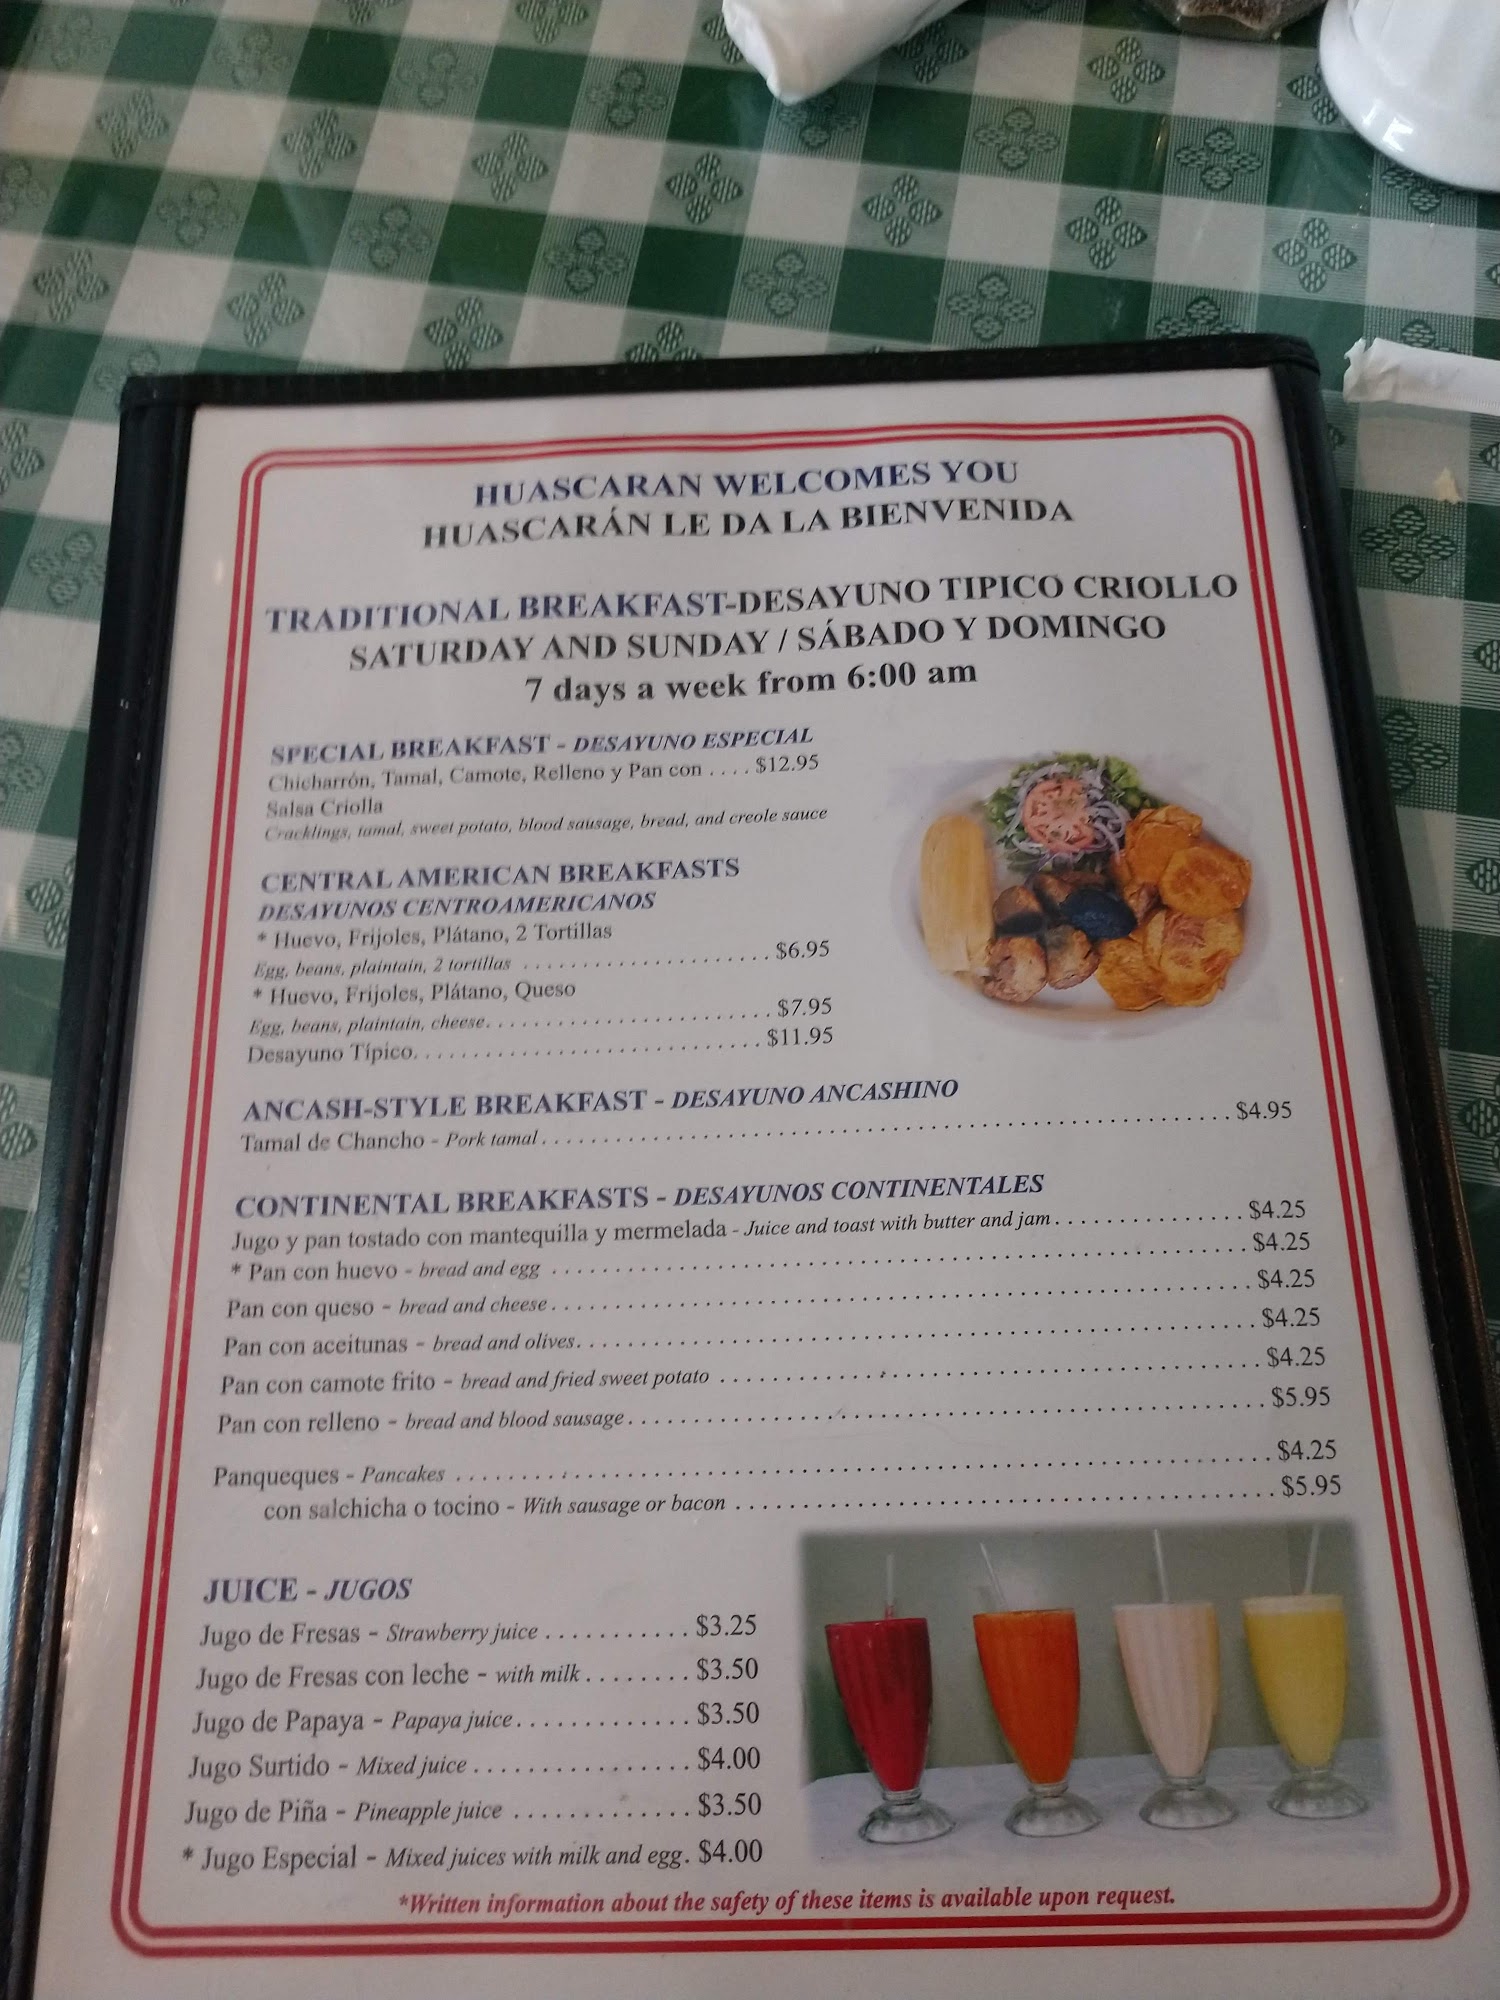 HUASCARAN WELCOMES YOU
HUASCARÁN LE DA LA BIENVENIDA
TRADITIONAL BREAKFAST-DESAYUNO TIPICO CRIOLLO
SATURDAY AND SUNDAY / SÁBADO Y DOMINGO
7 days a week from 6:00 am
SPECIAL BREAKFAST - DESAYUNO ESPECIAL
Chicharrón, Tamal, Camote, Relleno y Pan con .... $12.95
Salsa Criolla
Cracklings, tamal, sweet potato, blood sausage, bread, and creole sauce
CENTRAL AMERICAN BREAKFASTS
DESAYUNOS CENTROAMERICANOS
* Huevo, Frijoles, Plátano, 2 Tortillas
Egg, beans, plaintain, 2 tortillas ....................... $6.95
* Huevo, Frijoles, Plátano, Queso
Egg, beans, plaintain, cheese.......................... $7.95
Desayuno Típico.............................. $11.95
ANCASH-STYLE BREAKFAST - DESAYUNO ANCASHINO
Tamal de Chancho - Pork tamal.............................. $4.95
CONTINENTAL BREAKFASTS - DESAYUNOS CONTINENTALES
Jugo y pan tostado con mantequilla y mermelada - Juice and toast with butter and jam............... $4.25
* Pan con huevo - bread and egg .............................. $4.25
Pan con queso - bread and cheese.............................. $4.25
Pan con aceitunas - bread and olives.............................. $4.25
Pan con camote frito - bread and fried sweet potato .............................. $4.25
Pan con relleno - bread and blood sausage.............................. $5.95
Panqueques - Pancakes .............................. $4.25
con salchicha o tocino - With sausage or bacon .............................. $5.95
JUICE - JUGOS
Jugo de Fresas - Strawberry juice ........... $3.25
Jugo de Fresas con leche - with milk ........ $3.50
Jugo de Papaya - Papaya juice............. $3.50
Jugo Surtido - Mixed juice ................. $4.00
Jugo de Piña - Pineapple juice ............. $3.50
* Jugo Especial - Mixed juices with milk and egg. $4.00
*Written information about the safety of these items is available upon request.